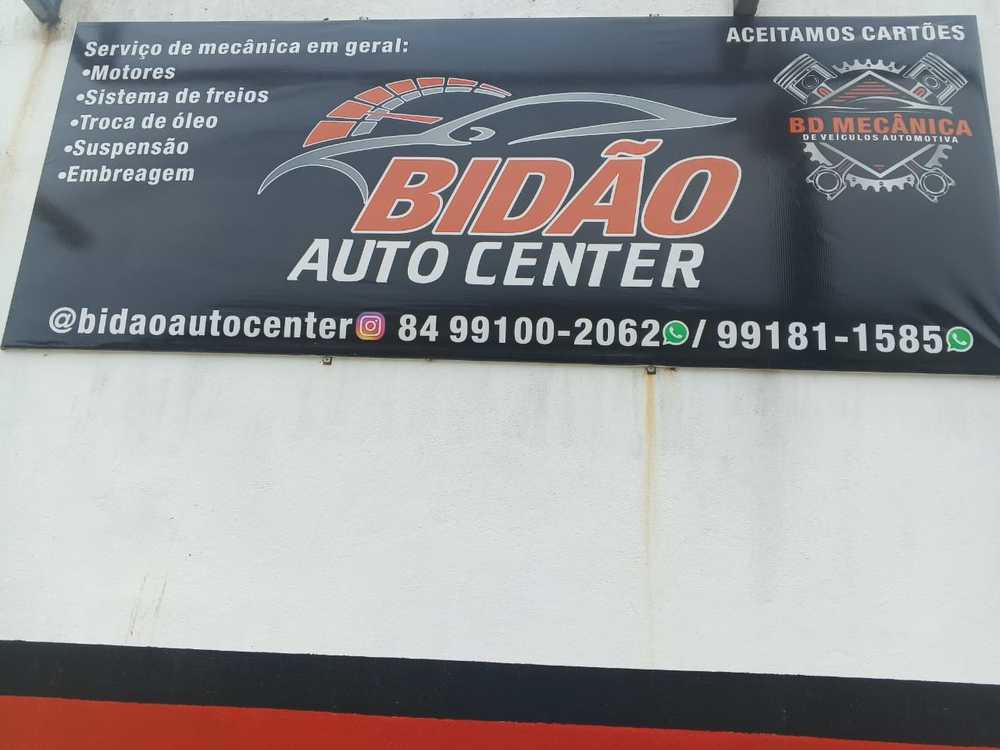 Serviço de mecânica em geral:
•Motores
•Sistema de freios
•Troca de óleo
•Suspensão
•Embreagem
ACEITAMOS CARTÕES
BD MECÂNICA
DE VEÍCULOS AUTOMOTIVA
BIDÃO
AUTO CENTER
@bidaoautocenter 84 99100-2062 / 99181-1585